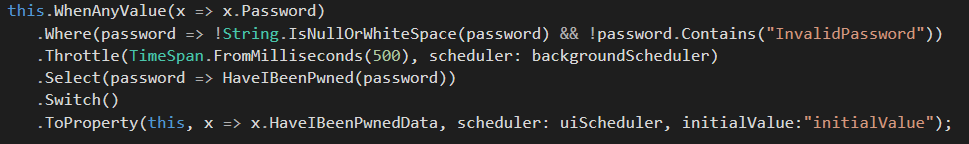 this.WhenAnyValue(x => x.Password)
.Where(password => !String.IsNullOrWhiteSpace(password) && !password.Contains("InvalidPassword"))
.Throttle(TimeSpan.FromMilliseconds(500), scheduler: backgroundScheduler)
.Select(password => HaveIBeenPwned(password))
.Switch()
.ToProperty(this, x => x.HaveIBeenPwnedData, scheduler: uiScheduler, initialValue:"initialValue");